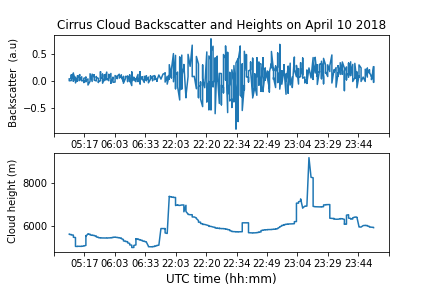 Cirrus Cloud Backscatter and Heights on April 10 2018
Backscatter (a.u)
0.5
0.0
−0.5
05:17 06:03 06:33 22:03 22:20 22:34 22:49 23:04 23:29 23:44
Cloud height (m)
8000
6000
05:17 06:03 06:33 22:03 22:20 22:34 22:49 23:04 23:29 23:44
UTC time (hh:mm)